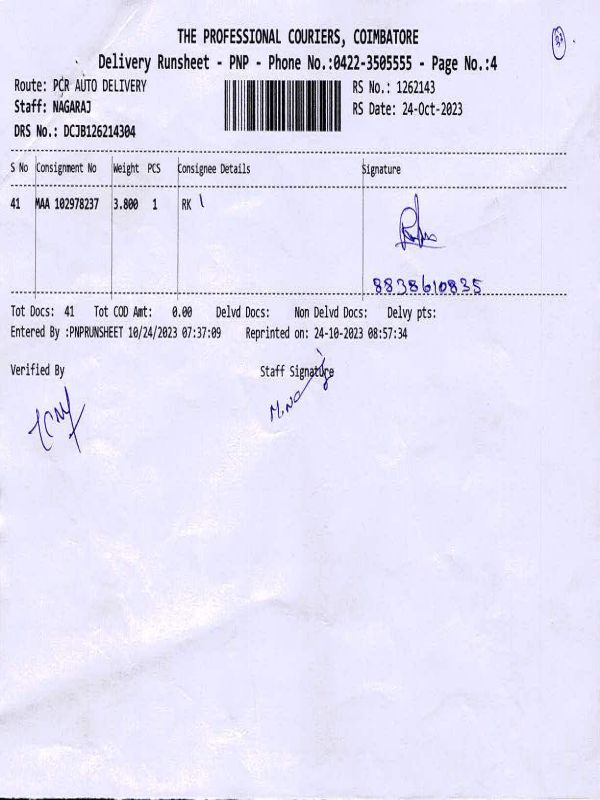 THE PROFESSIONAL COURIERS, COIMBATORE
Delivery Runsheet - PNP - Phone No.:0422-3505555 - Page No.:4
Route: PCR AUTO DELIVERY
RS No.: 1262143
Staff: NAGARAJ
RS Date: 24-Oct-2023
DRS No.: DCJB126214304
S No Consignment No Weight PCS Consignee Details Signature
41 MAA 102978237 3.800 1 RK
8838610835
Tot Docs: 41 Tot COD Amt: 0.00 Delvd Docs: Non Delvd Docs: Delvy pts:
Entered By :PNPRUNSHEET 10/24/2023 07:37:09 Reprinted on: 24-10-2023 08:57:34
Verified By Staff Signature